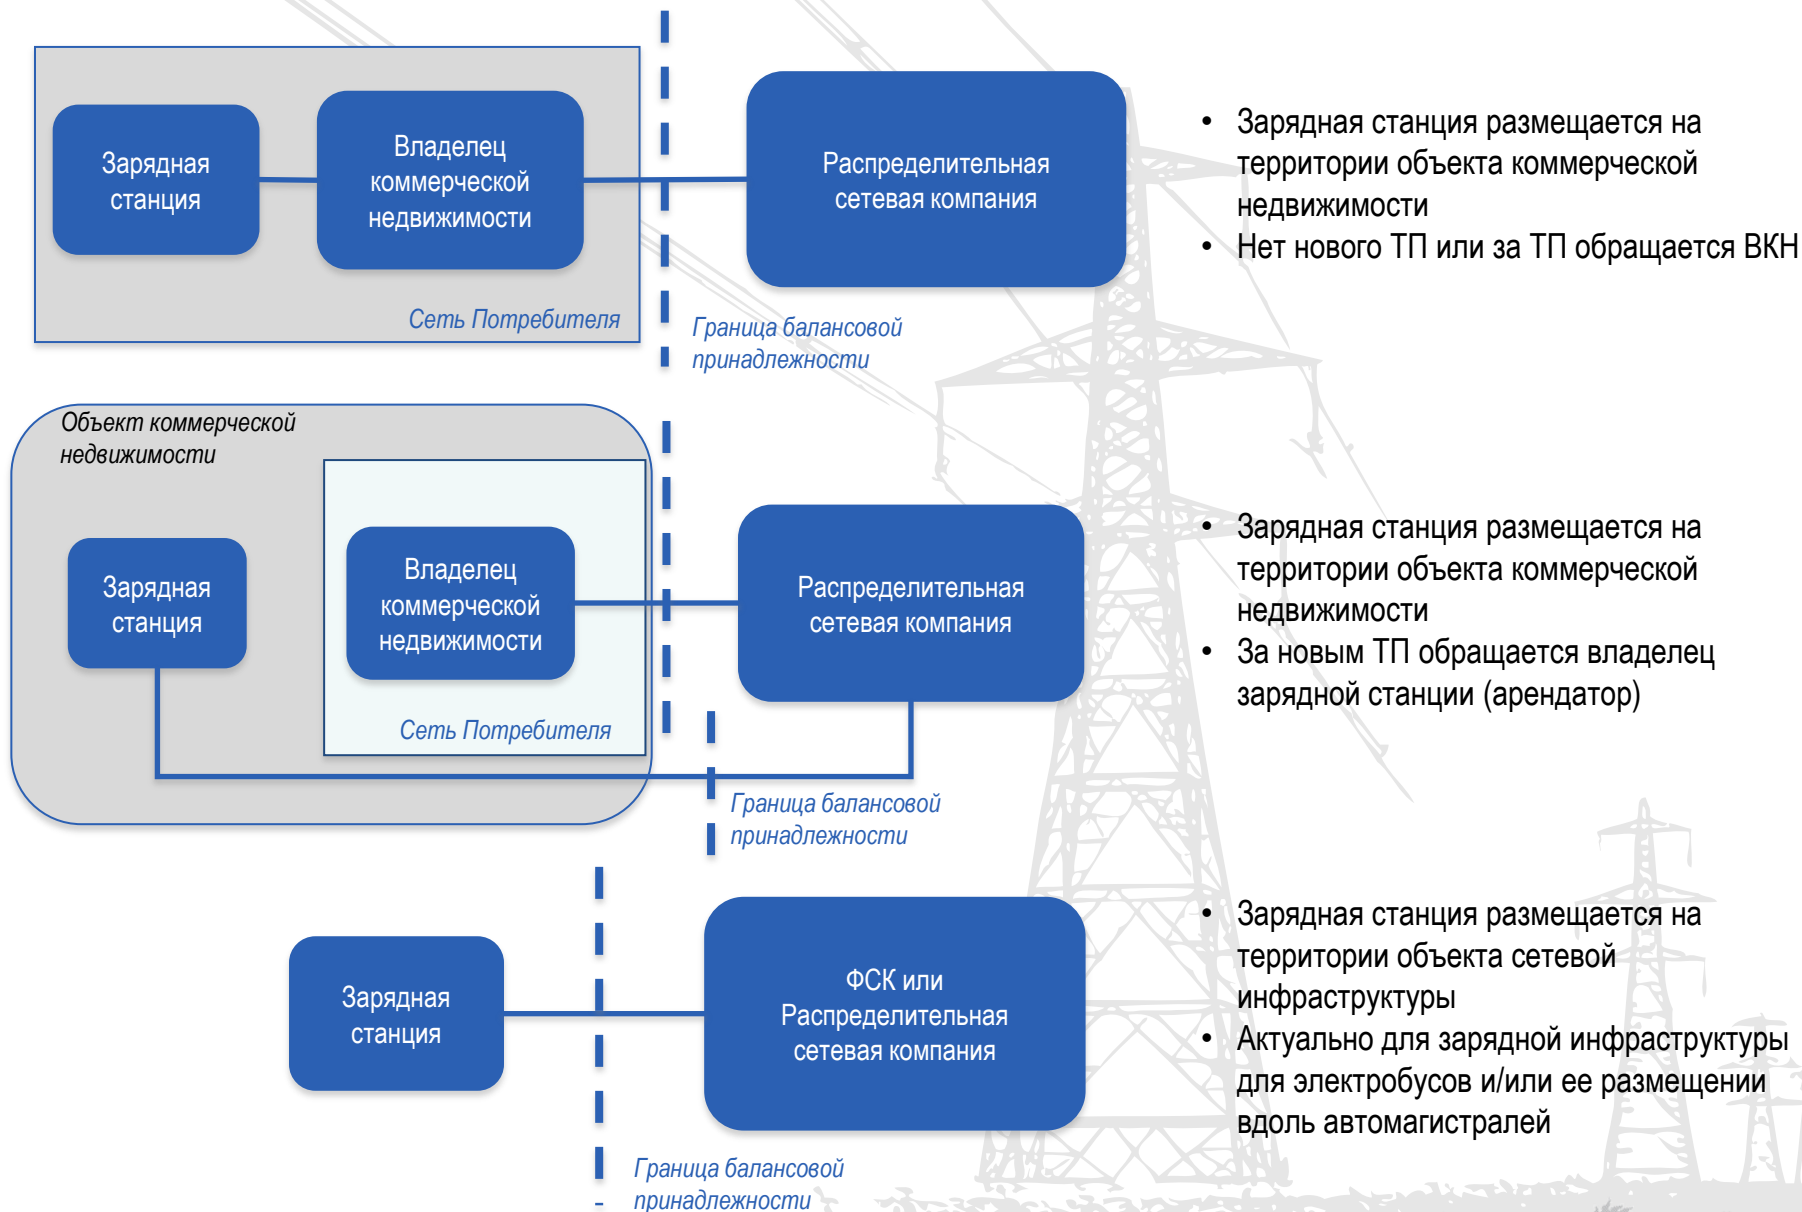 Зарядная
станция
Владелец
коммерческой
недвижимости
Распределительная
сетевая компания
Сеть Потребителя
Граница балансовой
принадлежности
• Зарядная станция размещается на
территории объекта коммерческой
недвижимости
• Нет нового ТП или за ТП обращается ВКН
Объект коммерческой
недвижимости
Зарядная
станция
Владелец
коммерческой
недвижимости
Распределительная
сетевая компания
Сеть Потребителя
Граница балансовой
принадлежности
• Зарядная станция размещается на
территории объекта коммерческой
недвижимости
• За новым ТП обращается владелец
зарядной станции (арендатор)
Зарядная
станция
ФСК или
Распределительная
сетевая компания
Граница балансовой
принадлежности
• Зарядная станция размещается на
территории объекта сетевой
инфраструктуры
• Актуально для зарядной инфраструктуры
для электробусов и/или ее размещении
вдоль автомагистралей